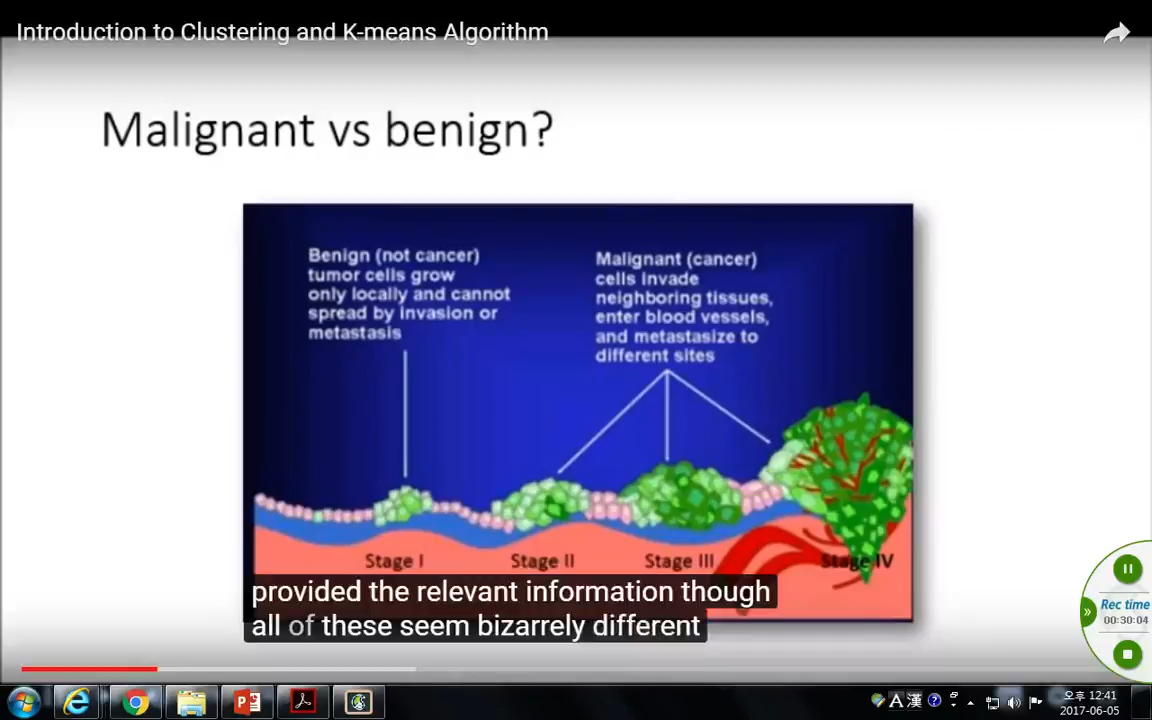 Introduction to Clustering and K-means Algorithm
Malignant vs benign?
Benign (not cancer)
tumor cells grow
only locally and cannot
spread by invasion or
metastasis
Malignant (cancer)
cells invade
neighboring tissues,
enter blood vessels,
and metastasize to
different sites
Stage I
Stage II
Stage III
Stage IV
provided the relevant information though
all of these seem bizarrely different
Rec time
00:30:04
A漢
오후 12:41
2017-06-05